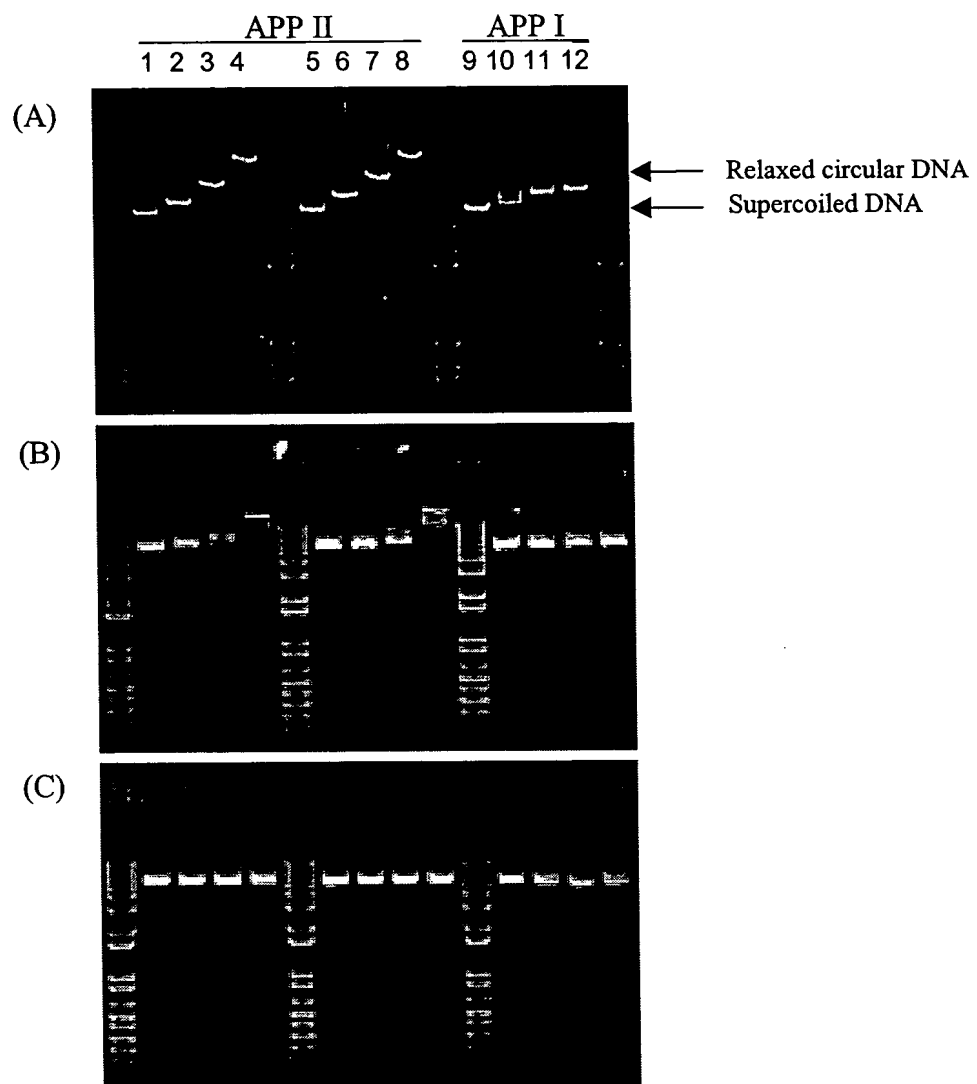 APP II APP I
1 2 3 4 5 6 7 8 9 10 11 12
(A)
Relaxed circular DNA
Supercoiled DNA
(B)
(C)